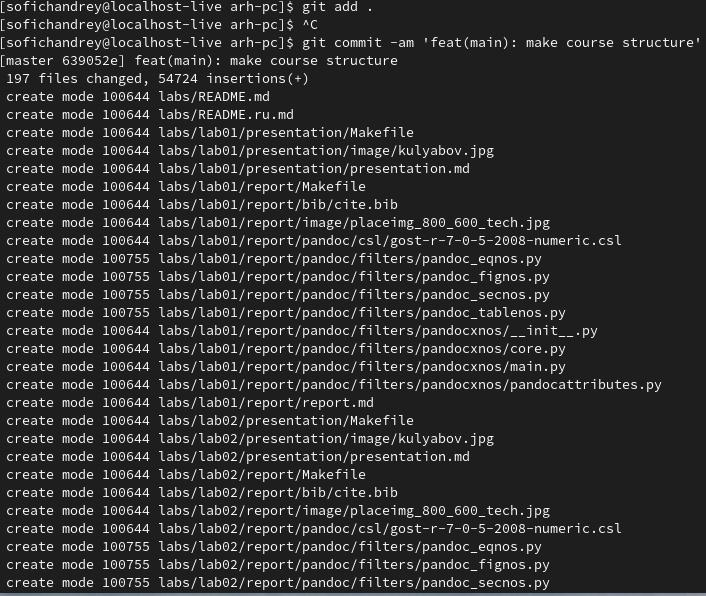 [sofichandrey@localhost-live arh-pc]$ git add .
[sofichandrey@localhost-live arh-pc]$ ^C
[sofichandrey@localhost-live arh-pc]$ git commit -am 'feat(main): make course structure'
[master 639052e] feat(main): make course structure
 197 files changed, 54724 insertions(+)
 create mode 100644 labs/README.md
 create mode 100644 labs/README.ru.md
 create mode 100644 labs/lab01/presentation/Makefile
 create mode 100644 labs/lab01/presentation/image/kulyabov.jpg
 create mode 100644 labs/lab01/presentation/presentation.md
 create mode 100644 labs/lab01/report/Makefile
 create mode 100644 labs/lab01/report/bib/cite.bib
 create mode 100644 labs/lab01/report/image/placeimg_800_600_tech.jpg
 create mode 100644 labs/lab01/report/pandoc/csl/gost-r-7-0-5-2008-numeric.csl
 create mode 100755 labs/lab01/report/pandoc/filters/pandoc_eqnos.py
 create mode 100755 labs/lab01/report/pandoc/filters/pandoc_fignos.py
 create mode 100755 labs/lab01/report/pandoc/filters/pandoc_secnos.py
 create mode 100755 labs/lab01/report/pandoc/filters/pandoc_tablenos.py
 create mode 100644 labs/lab01/report/pandoc/filters/pandocxnos/__init__.py
 create mode 100644 labs/lab01/report/pandoc/filters/pandocxnos/core.py
 create mode 100644 labs/lab01/report/pandoc/filters/pandocxnos/main.py
 create mode 100644 labs/lab01/report/pandoc/filters/pandocxnos/pandocattributes.py
 create mode 100644 labs/lab01/report/report.md
 create mode 100644 labs/lab02/presentation/Makefile
 create mode 100644 labs/lab02/presentation/image/kulyabov.jpg
 create mode 100644 labs/lab02/presentation/presentation.md
 create mode 100644 labs/lab02/report/Makefile
 create mode 100644 labs/lab02/report/bib/cite.bib
 create mode 100644 labs/lab02/report/image/placeimg_800_600_tech.jpg
 create mode 100644 labs/lab02/report/pandoc/csl/gost-r-7-0-5-2008-numeric.csl
 create mode 100755 labs/lab02/report/pandoc/filters/pandoc_eqnos.py
 create mode 100755 labs/lab02/report/pandoc/filters/pandoc_fignos.py
 create mode 100755 labs/lab02/report/pandoc/filters/pandoc_secnos.py